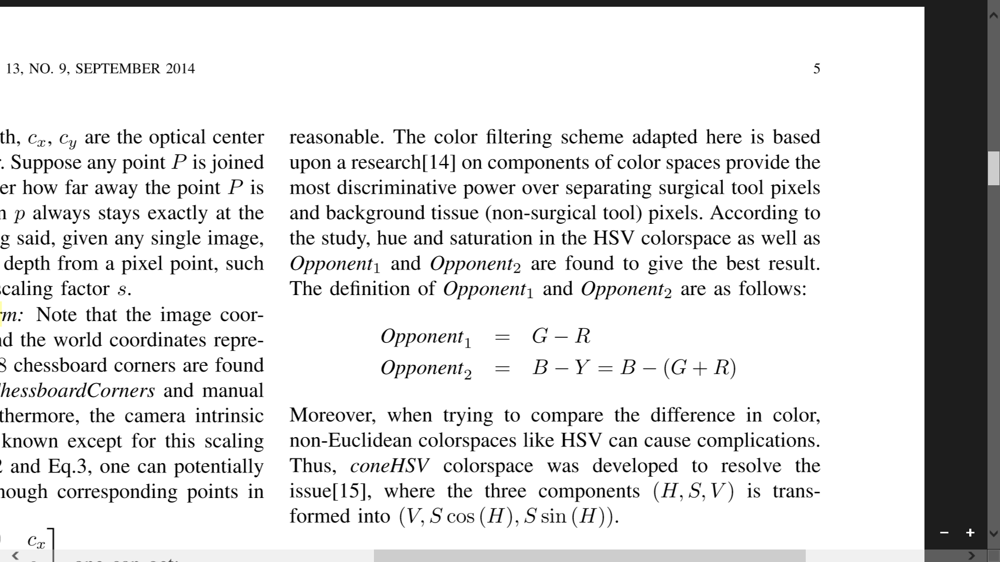 13, NO. 9, SEPTEMBER 2014
5
th, c_x, c_y are the optical center
. Suppose any point P is joined
er how far away the point P is
p always stays exactly at the
g said, given any single image,
depth from a pixel point, such
scaling factor s.
m: Note that the image coor-
nd the world coordinates repre-
8 chessboard corners are found
hessboardCorners and manual
thermore, the camera intrinsic
known except for this scaling
2 and Eq.3, one can potentially
nough corresponding points in
c_x
reasonable. The color filtering scheme adapted here is based
upon a research[14] on components of color spaces provide the
most discriminative power over separating surgical tool pixels
and background tissue (non-surgical tool) pixels. According to
the study, hue and saturation in the HSV colorspace as well as
Opponent₁ and Opponent₂ are found to give the best result.
The definition of Opponent₁ and Opponent₂ are as follows:
Opponent₁ = G − R
Opponent₂ = B − Y = B − (G + R)
Moreover, when trying to compare the difference in color,
non-Euclidean colorspaces like HSV can cause complications.
Thus, coneHSV colorspace was developed to resolve the
issue[15], where the three components (H, S, V) is trans-
formed into (V, S cos (H), S sin (H)).